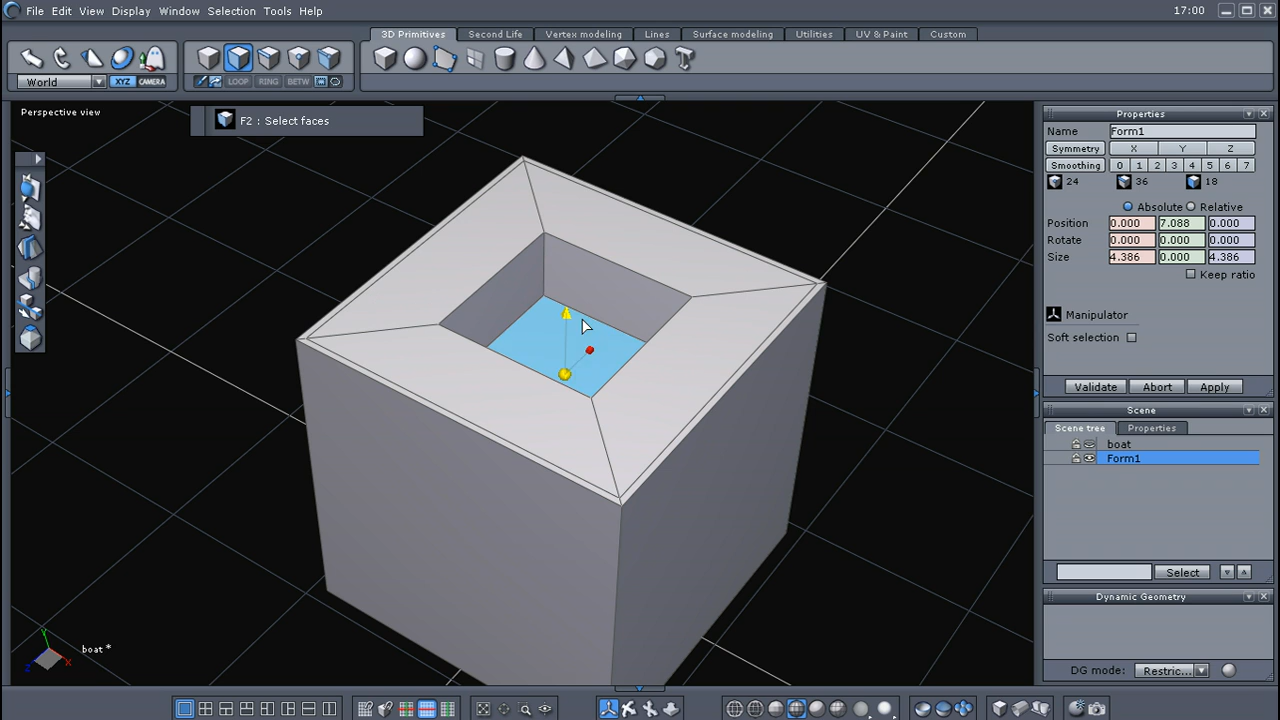 File Edit View Display Window Selection Tools Help 17:00
3D Primitives Second Life Vertex modeling Lines Surface modeling Utilities UV & Paint Custom
World XYZ CAMERA LOOP RING BETW
Perspective view
F2 : Select faces
Properties
Name Form1
Symmetry X Y Z
Smoothing 0 1 2 3 4 5 6 7
24 36 18
Absolute Relative
Position 0.000 7.088 0.000
Rotate 0.000 0.000 0.000
Size 4.386 0.000 4.386
Keep ratio
Manipulator
Soft selection
Validate Abort Apply
Scene
Scene tree Properties
boat
Form1
Select
Dynamic Geometry
DG mode: Restric...
Y
X
Z
boat *